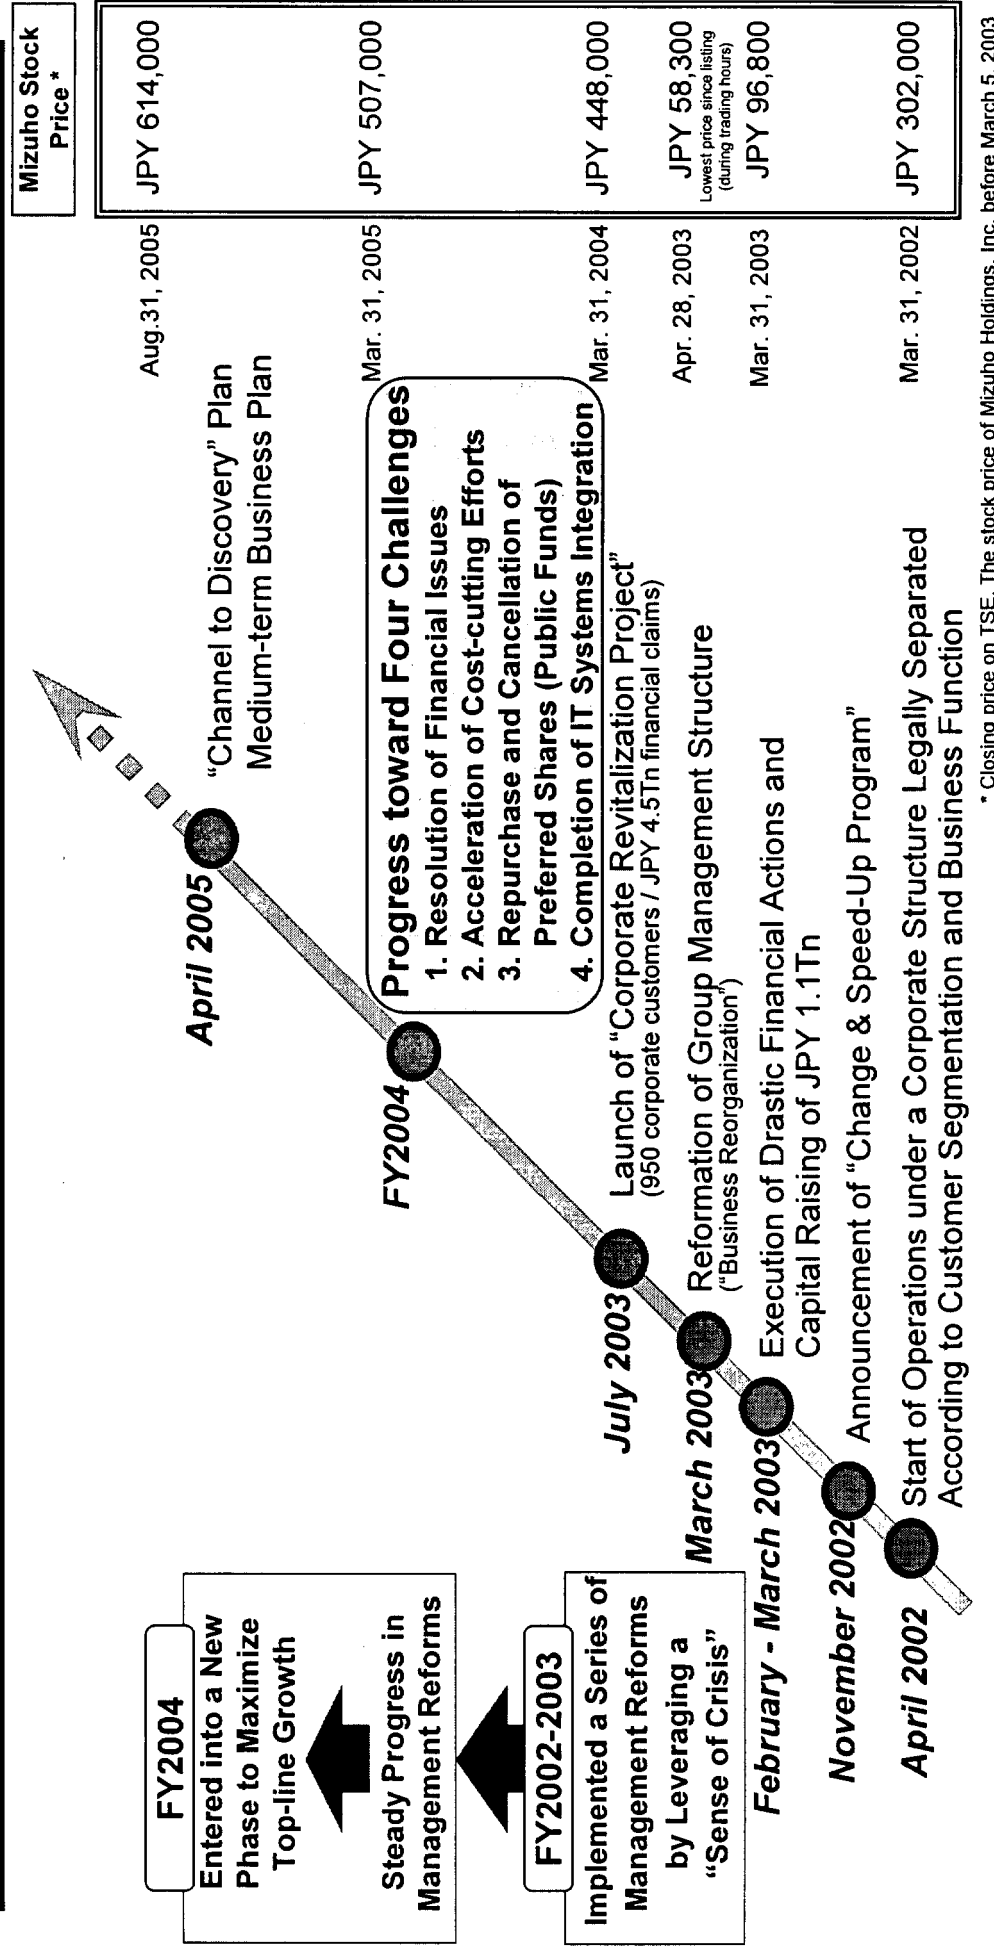 Mizuho Stock
Price *
FY2004
Entered into a New
Phase to Maximize
Top-line Growth
Steady Progress in
Management Reforms
FY2002-2003
Implemented a Series of
Management Reforms
by Leveraging a
“Sense of Crisis”
April 2005
“Channel to Discovery” Plan
Medium-term Business Plan
Aug.31, 2005
JPY 614,000
FY2004
Progress toward Four Challenges
1. Resolution of Financial Issues
2. Acceleration of Cost-cutting Efforts
3. Repurchase and Cancellation of
Preferred Shares (Public Funds)
4. Completion of IT Systems Integration
Mar. 31, 2005
JPY 507,000
July 2003
Launch of “Corporate Revitalization Project”
(950 corporate customers / JPY 4.5Tn financial claims)
Mar. 31, 2004
JPY 448,000
March 2003
Reformation of Group Management Structure
(“Business Reorganization”)
Apr. 28, 2003
JPY 58,300
Lowest price since listing
(during trading hours)
February - March 2003
Execution of Drastic Financial Actions and
Capital Raising of JPY 1.1Tn
Mar. 31, 2003
JPY 96,800
November 2002
Announcement of “Change & Speed-Up Program”
April 2002
Start of Operations under a Corporate Structure Legally Separated
According to Customer Segmentation and Business Function
Mar. 31, 2002
JPY 302,000
* Closing price on TSE. The stock price of Mizuho Holdings, Inc. before March 5, 2003